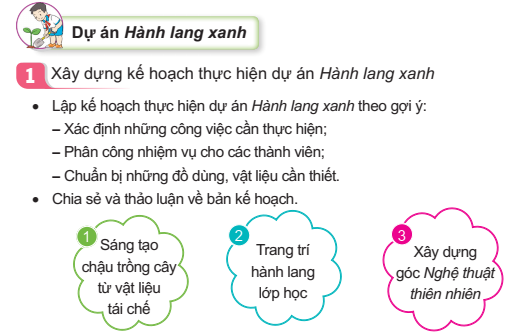 Dự án Hành lang xanh
1 Xây dựng kế hoạch thực hiện dự án Hành lang xanh
• Lập kế hoạch thực hiện dự án Hành lang xanh theo gợi ý:
– Xác định những công việc cần thực hiện;
– Phân công nhiệm vụ cho các thành viên;
– Chuẩn bị những đồ dùng, vật liệu cần thiết.
• Chia sẻ và thảo luận về bản kế hoạch.
1
Sáng tạo
chậu trồng cây
từ vật liệu
tái chế
2
Trang trí
hành lang
lớp học
3
Xây dựng
góc Nghệ thuật
thiên nhiên